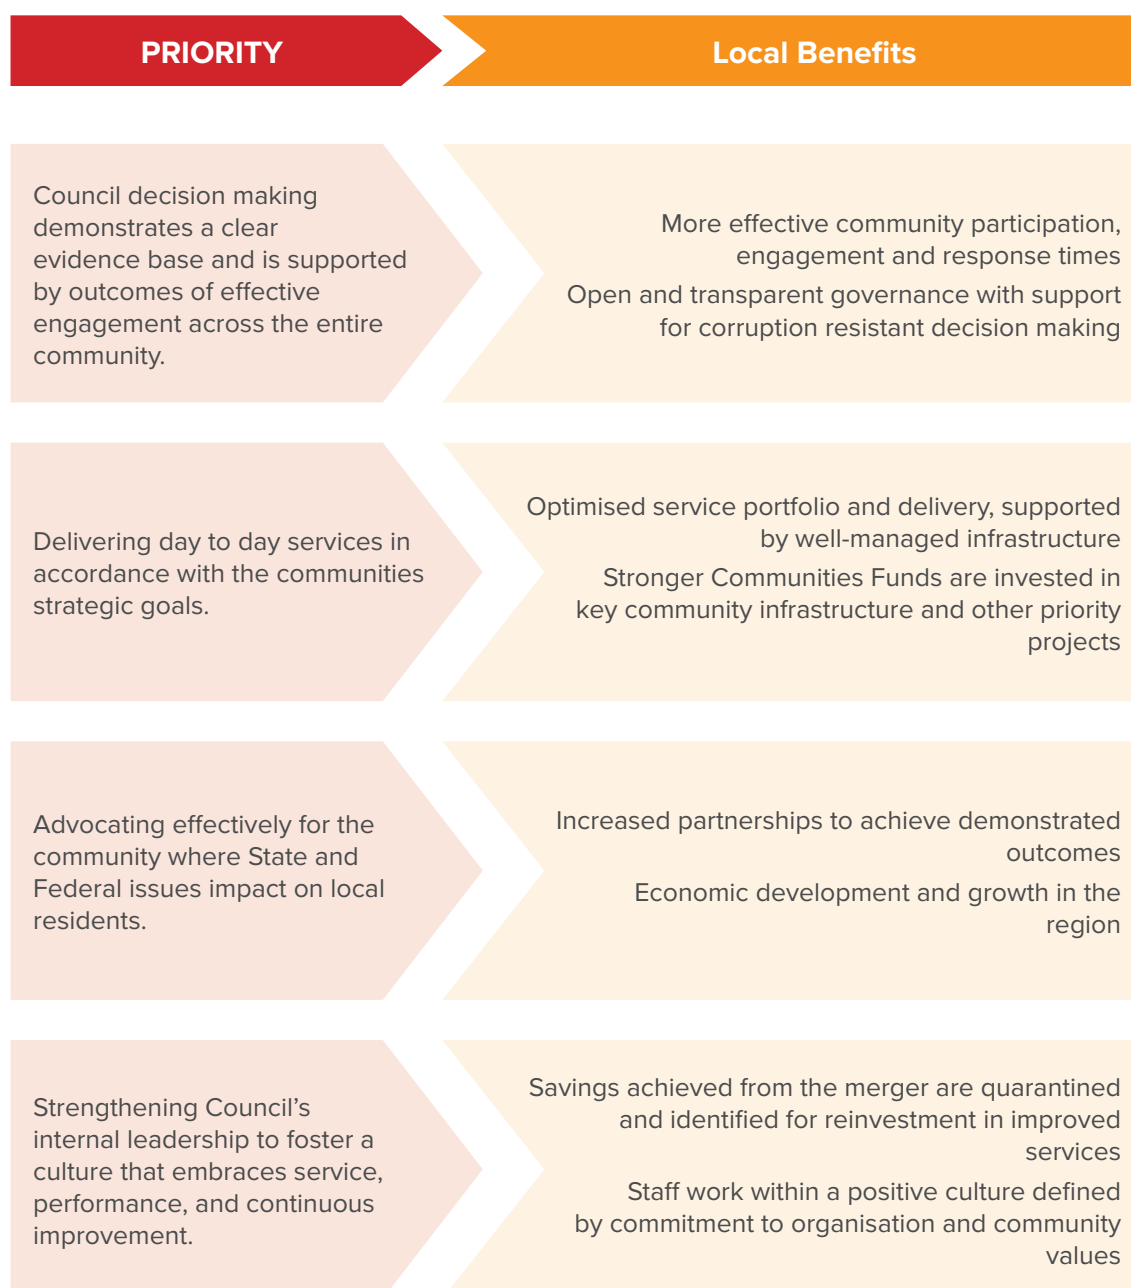 PRIORITY
Local Benefits
Council decision making
demonstrates a clear
evidence base and is supported
by outcomes of effective
engagement across the entire
community.
More effective community participation,
engagement and response times
Open and transparent governance with support
for corruption resistant decision making
Delivering day to day services in
accordance with the communities
strategic goals.
Optimised service portfolio and delivery, supported
by well-managed infrastructure
Stronger Communities Funds are invested in
key community infrastructure and other priority
projects
Advocating effectively for the
community where State and
Federal issues impact on local
residents.
Increased partnerships to achieve demonstrated
outcomes
Economic development and growth in the
region
Strengthening Council’s
internal leadership to foster a
culture that embraces service,
performance, and continuous
improvement.
Savings achieved from the merger are quarantined
and identified for reinvestment in improved
services
Staff work within a positive culture defined
by commitment to organisation and community
values